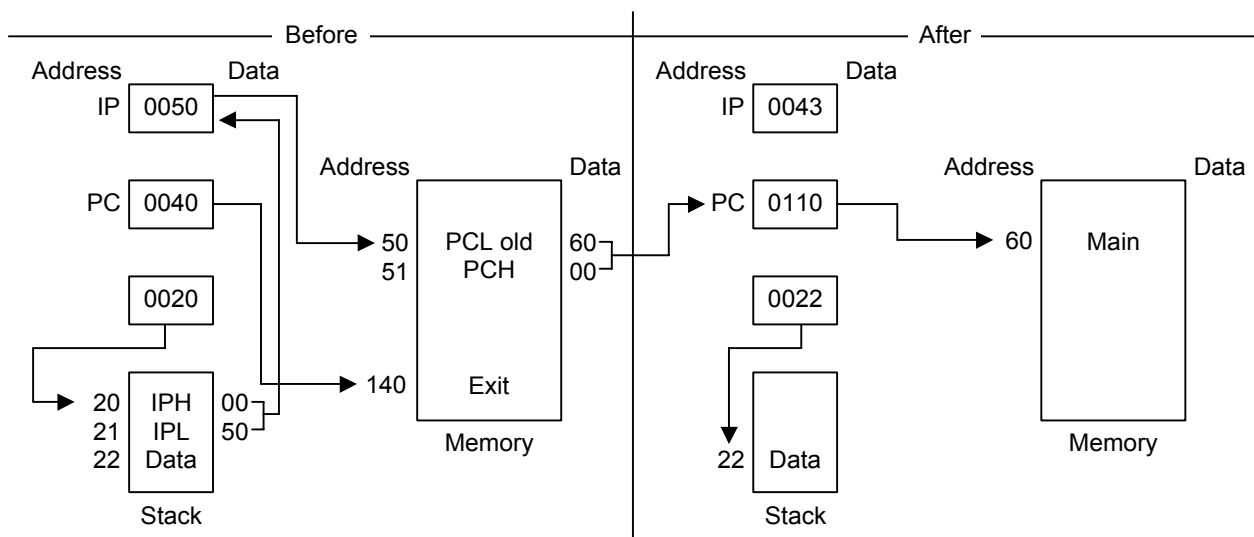 Before
Address Data
IP 0050
Address Data
PC 0040
50 PCL old 60
51 PCH 00
0020
140 Exit
20 IPH 00
21 IPL 50
22 Data
Memory
Stack
After
Address Data
IP 0043
Address Data
PC 0110
60 Main
0022
22 Data
Memory
Stack